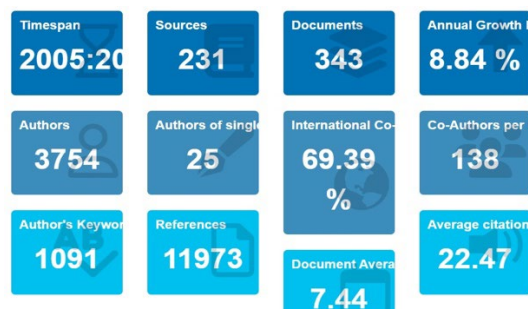 Timespan
2005:20
Sources
231
Documents
343
Annual Growth
8.84 %
Authors
3754
Authors of single
25
International Co-
69.39
%
Co-Authors per
138
Author's Keywor
1091
References
11973
Document Avera
7.44
Average citation
22.47